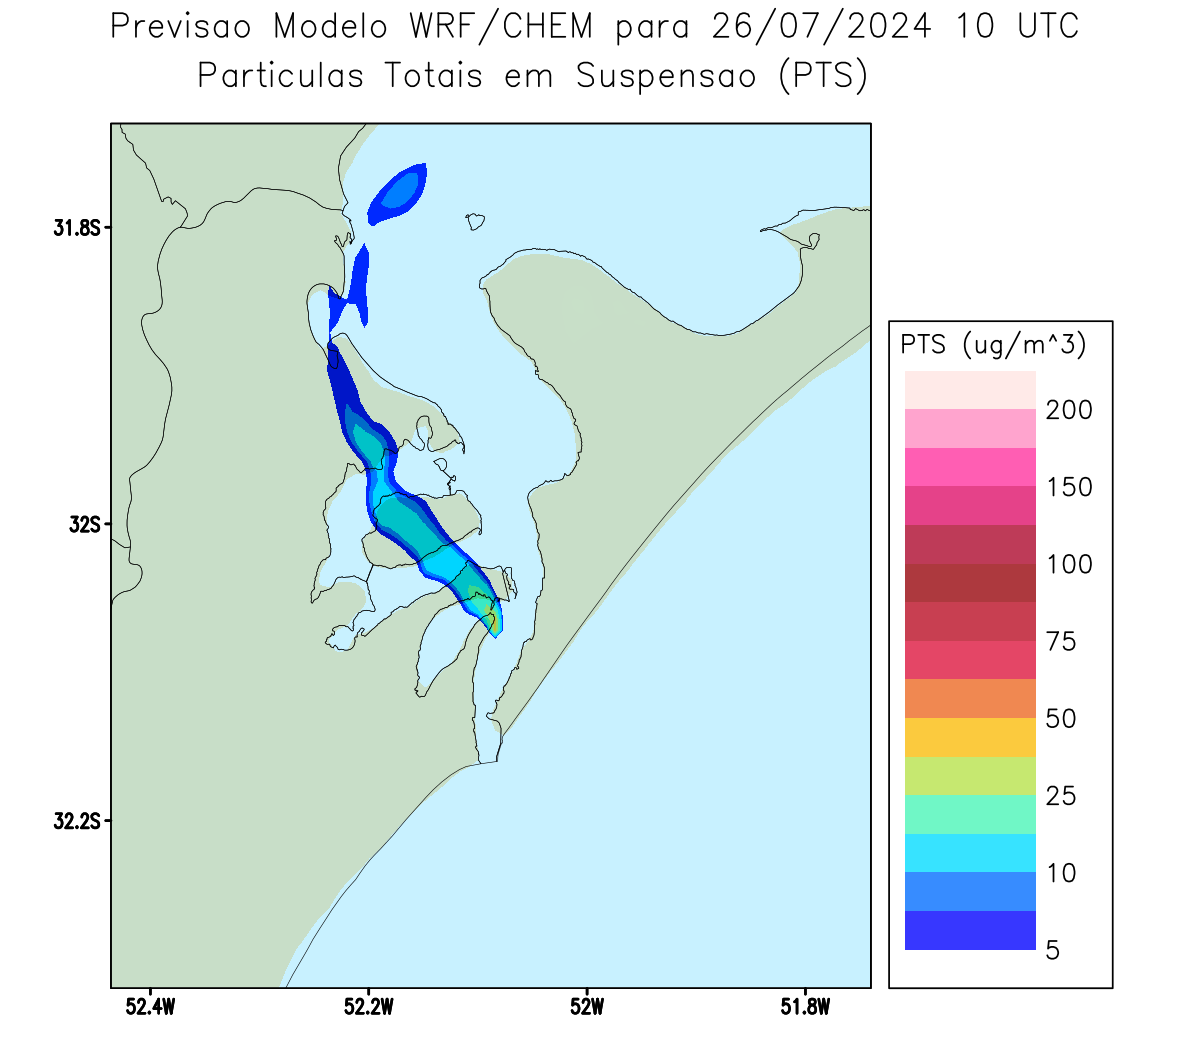 Previsao Modelo WRF/CHEM para 26/07/2024 10 UTC
Particulas Totais em Suspensao (PTS)
31.8S
32S
32.2S
52.4W
52.2W
52W
51.8W
PTS (ug/m^3)
200
150
100
75
50
25
10
5